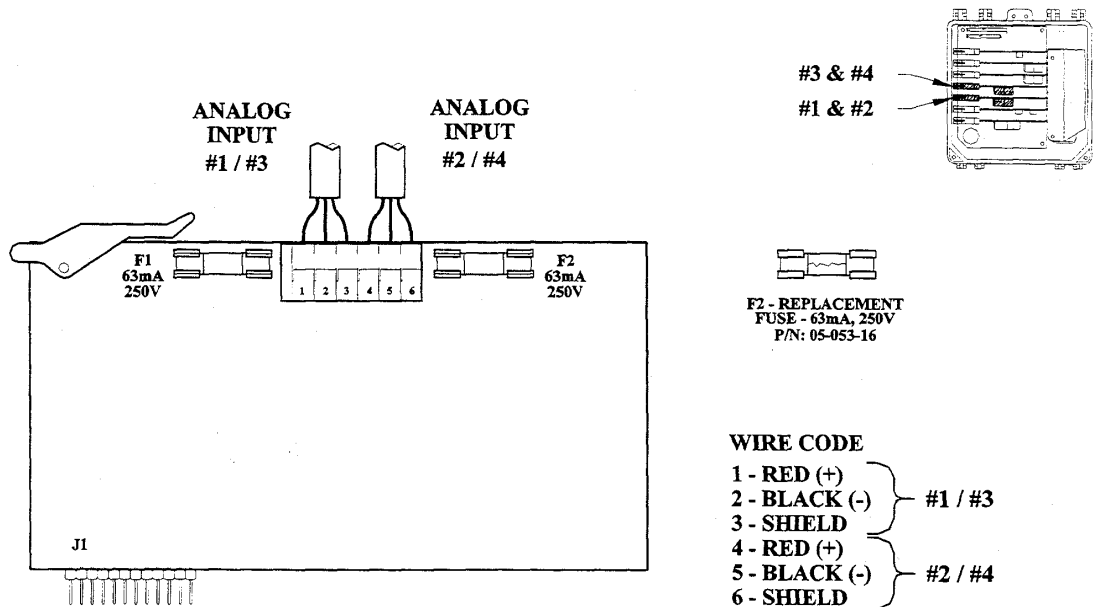 #3 & #4
#1 & #2
ANALOG
INPUT
#1 / #3
ANALOG
INPUT
#2 / #4
F1
63mA
250V
1 2 3 4 5 6
F2
63mA
250V
F2 - REPLACEMENT
FUSE - 63mA, 250V
P/N: 05-053-16
J1
WIRE CODE
1 - RED (+)
2 - BLACK (-)
3 - SHIELD
#1 / #3
4 - RED (+)
5 - BLACK (-)
6 - SHIELD
#2 / #4